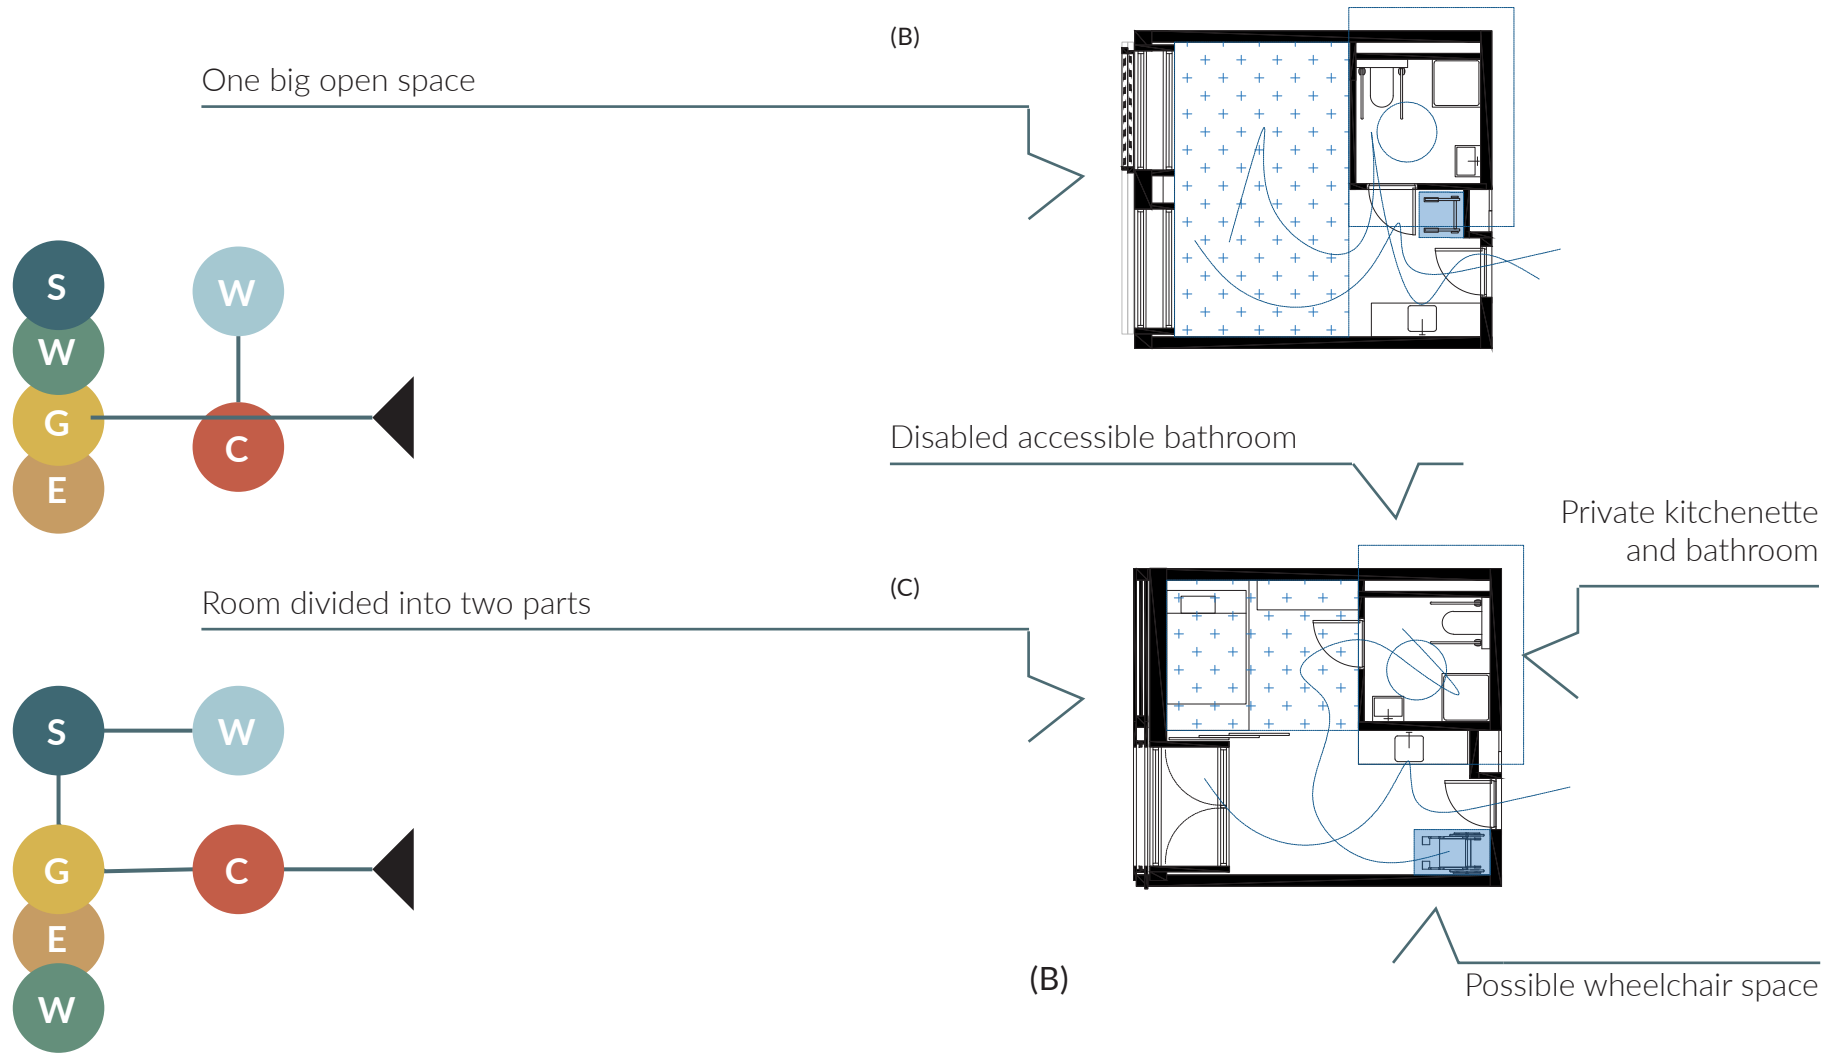 (B)
One big open space
S
W
W
G
C
E
Disabled accessible bathroom
Private kitchenette
and bathroom
(C)
Room divided into two parts
S
W
G
C
E
W
(B)
Possible wheelchair space